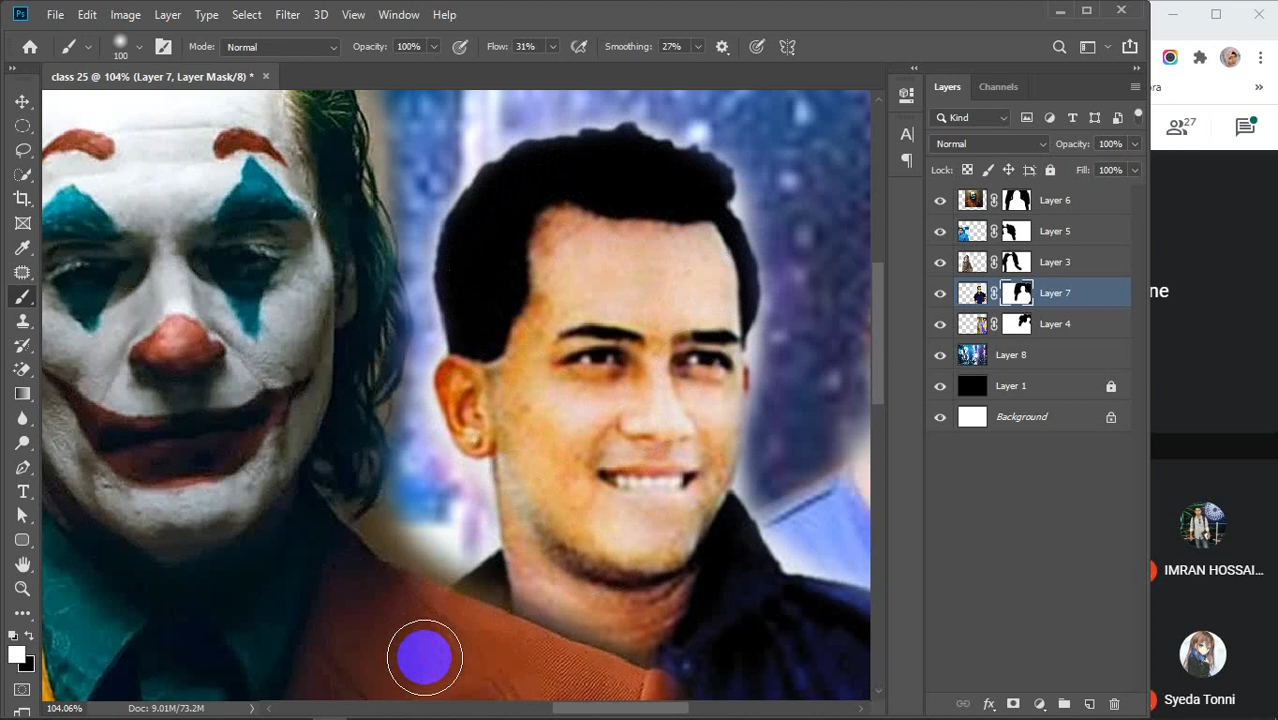 Ps File Edit Image Layer Type Select Filter 3D View Window Help
100 Mode: Normal Opacity: 100% Flow: 31% Smoothing: 27%
class 25 @ 104% (Layer 7, Layer Mask/8) * ×
Layers Channels
Kind
Normal Opacity: 100%
Lock: Fill: 100%
Layer 6
Layer 5
Layer 3
Layer 7
Layer 4
Layer 8
Layer 1
Background
104.06% Doc: 9.01M/73.2M
ora
27
ne
IMRAN HOSSAI...
Syeda Tonni